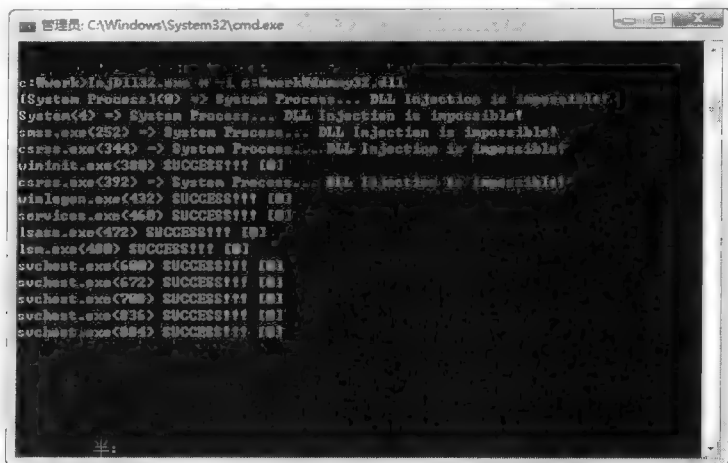 管理员: C:\Windows\System32\cmd.exe
c:\work>InjDll32.exe * -i c:\work\dummy32.dll
[System Process](0) => System Process... DLL Injection is impossible!
System(4) => System Process... DLL Injection is impossible!
smss.exe(252) => System Process... DLL Injection is impossible!
csrss.exe(344) => System Process... DLL Injection is impossible!
wininit.exe(380) SUCCESS!!! [0]
csrss.exe(392) => System Process... DLL Injection is impossible!
winlogon.exe(432) SUCCESS!!! [0]
services.exe(460) SUCCESS!!! [0]
lsass.exe(472) SUCCESS!!! [0]
lsm.exe(480) SUCCESS!!! [0]
svchost.exe(600) SUCCESS!!! [0]
svchost.exe(672) SUCCESS!!! [0]
svchost.exe(760) SUCCESS!!! [0]
svchost.exe(836) SUCCESS!!! [0]
svchost.exe(884) SUCCESS!!! [0]
半: